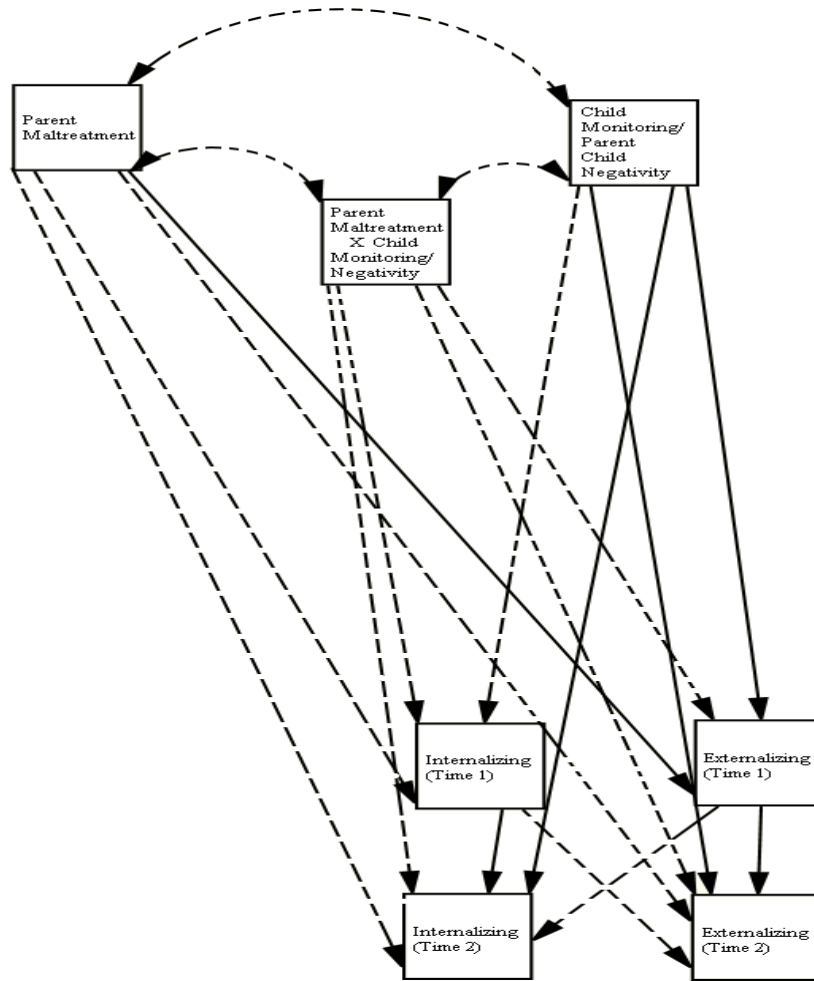 Parent
Maltreatment
Child
Monitoring/
Parent
Child
Negativity
Parent
Maltreatment
X Child
Monitoring/
Negativity
Internalizing
(Time 1)
Externalizing
(Time 1)
Internalizing
(Time 2)
Externalizing
(Time 2)